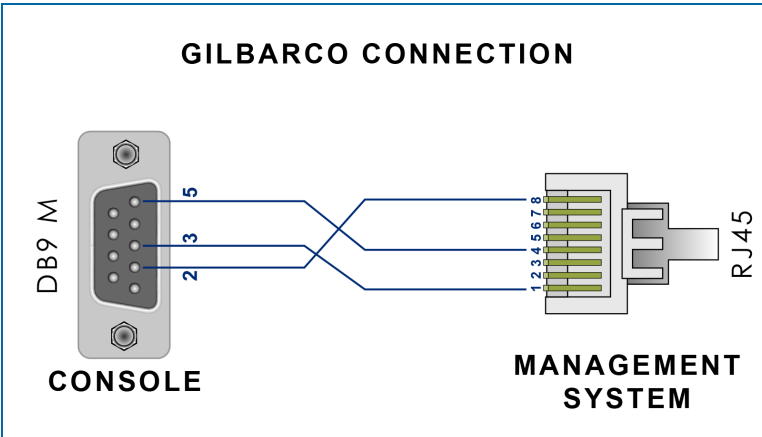 GILBARCO CONNECTION
DB9 M
5
3
2
8
7
6
5
4
3
2
1
RJ45
CONSOLE
MANAGEMENT
SYSTEM